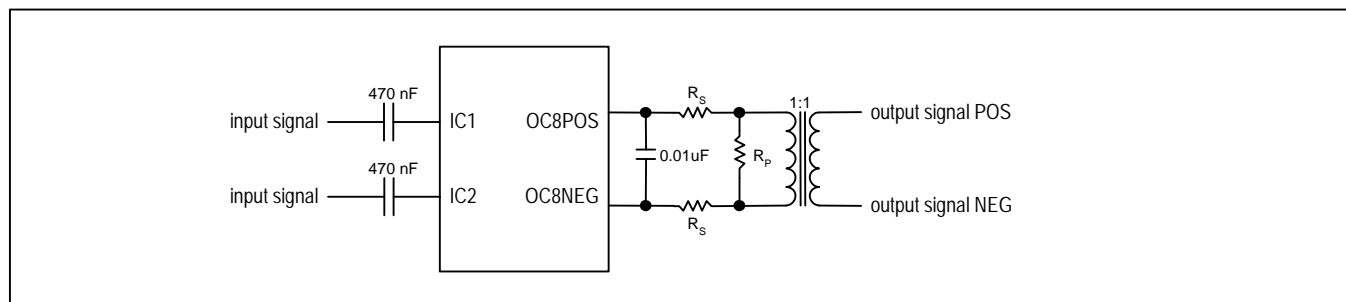 470 nF
input signal
IC1
OC8POS
R_S
1:1
output signal POS
0.01uF
R_P
470 nF
input signal
IC2
OC8NEG
R_S
output signal NEG